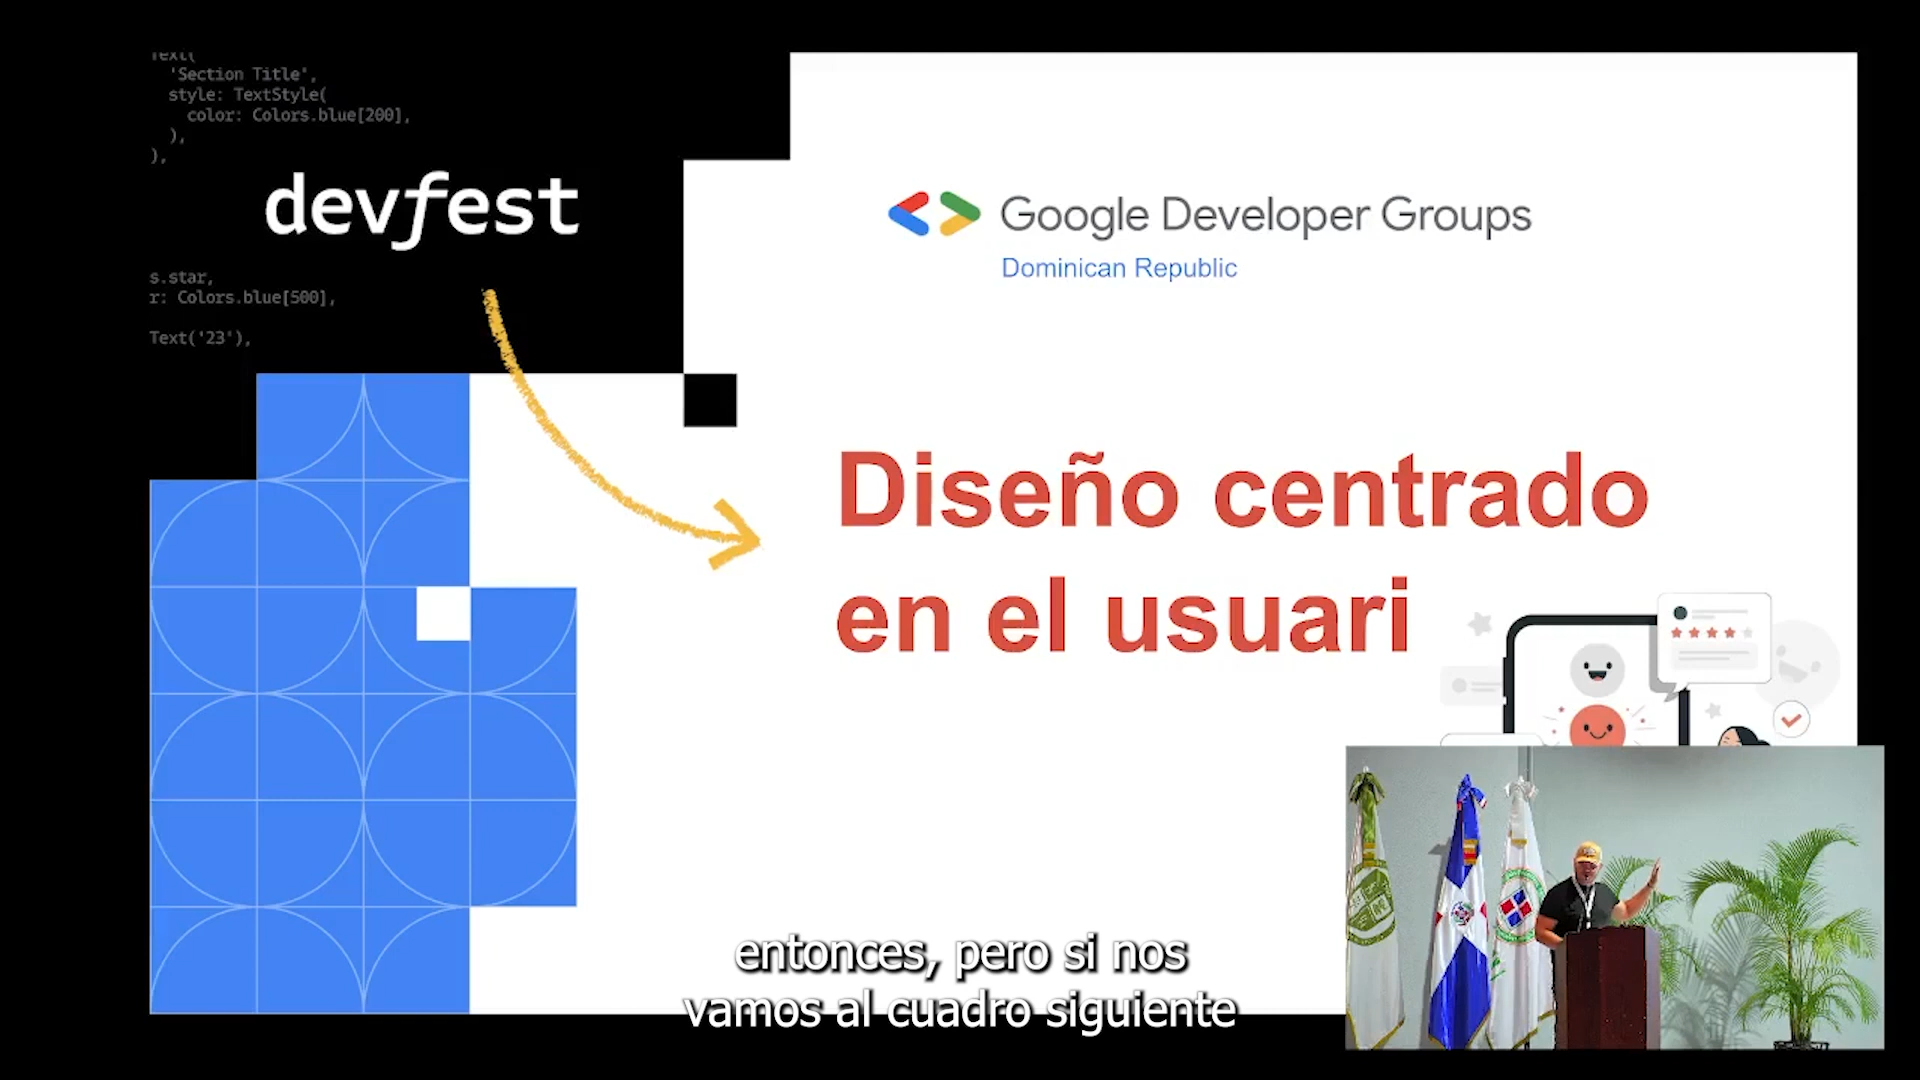 Text(
'Section Title',
style: TextStyle(
color: Colors.blue[200],
),
),
devfest
s.star,
r: Colors.blue[500],
Text('23'),
Google Developer Groups
Dominican Republic
Diseño centrado
en el usuari
entonces, pero si nos
vamos al cuadro siguiente